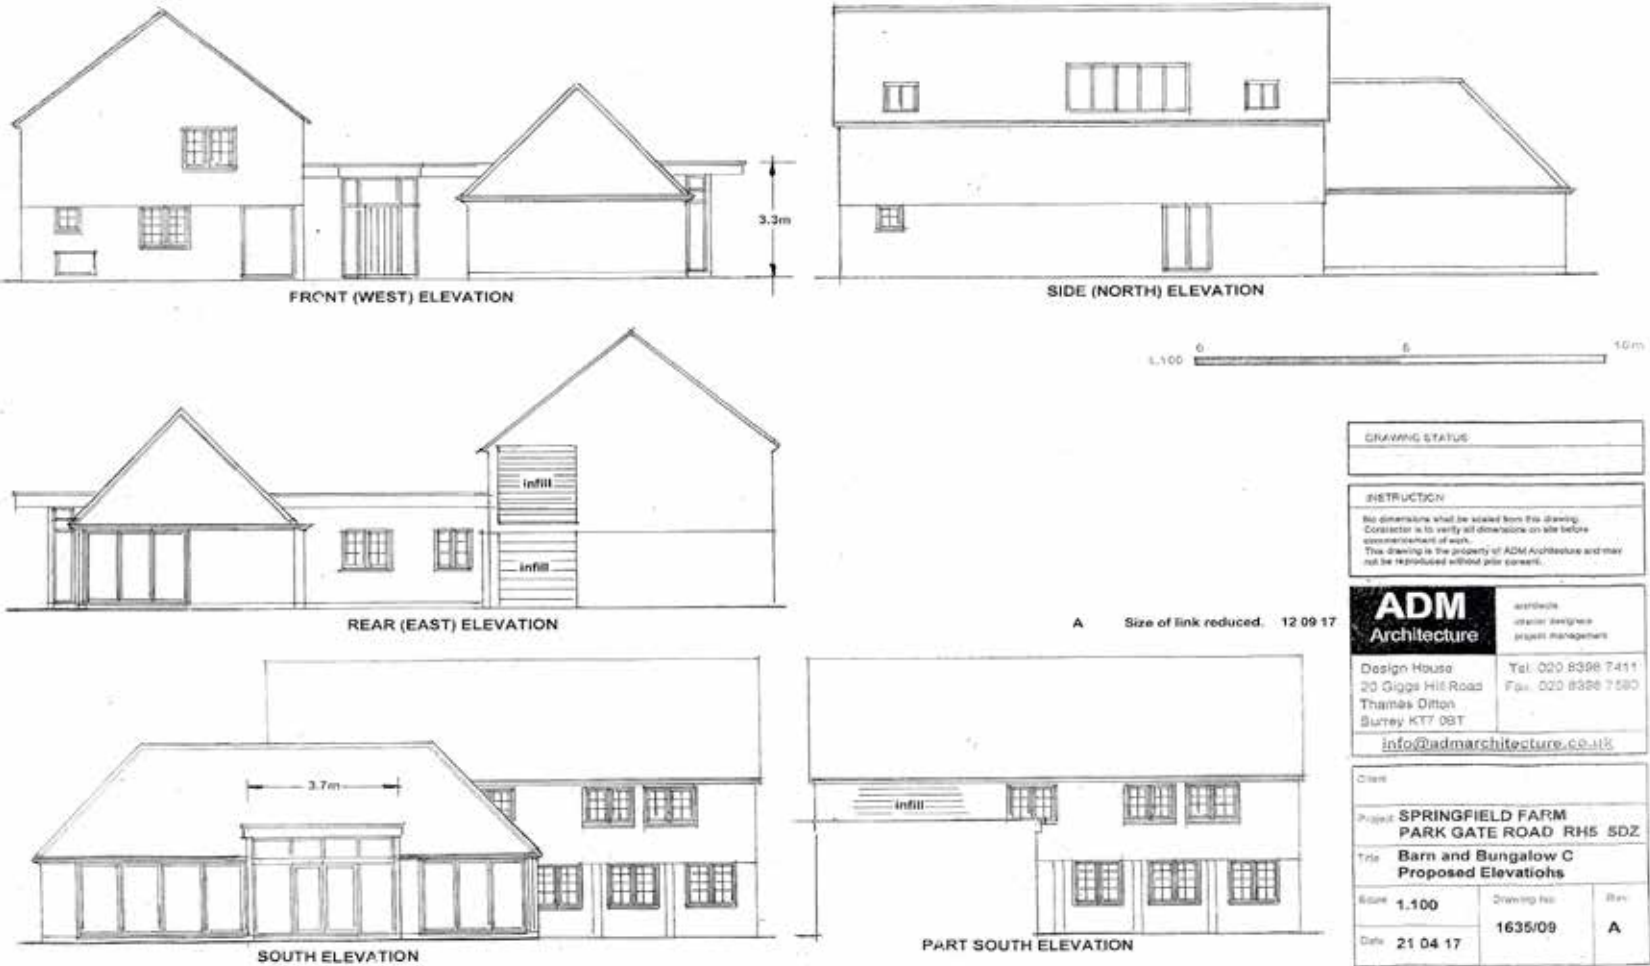 3.3m
FRONT (WEST) ELEVATION
SIDE (NORTH) ELEVATION
1.100
0 5 10m
infill
infill
REAR (EAST) ELEVATION
A Size of link reduced. 12 09 17
3.7m
SOUTH ELEVATION
infill
PART SOUTH ELEVATION
DRAWING STATUS
INSTRUCTION
No dimensions shall be scaled from this drawing.
Contractor is to verify all dimensions on site before
commencement of work.
This drawing is the property of ADM Architecture and may
not be reproduced without prior consent.
ADM
Architecture
architects
interior designers
project management
Design House
20 Giggs Hill Road
Thames Ditton
Surrey KT7 0BT
Tel. 020 8398 7411
Fax. 020 8398
info@admarchitecture.co.uk
Client
Project SPRINGFIELD FARM
PARK GATE ROAD RH5 5DZ
Title Barn and Bungalow C
Proposed Elevations
Scale 1.100
Drawing No.
1635/09
Rev.
A
Date 21 04 17